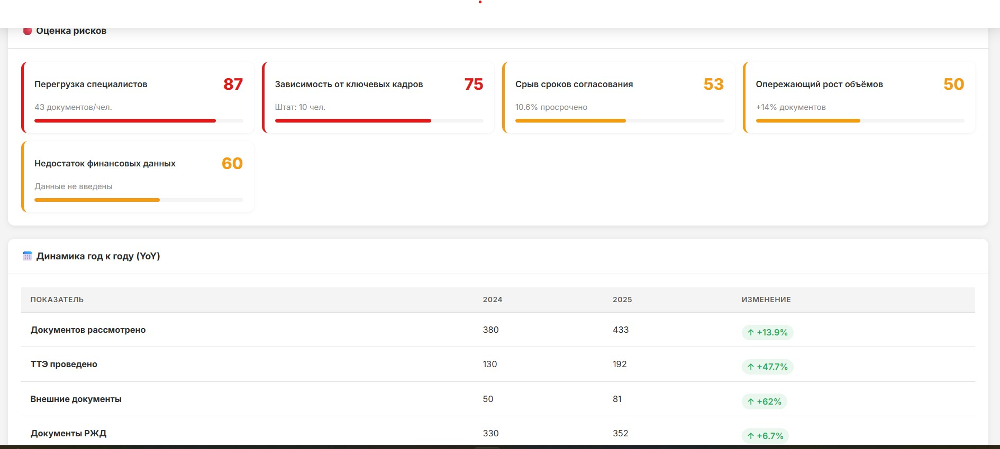 Оценка рисков
Перегрузка специалистов 87
43 документов/чел.
Зависимость от ключевых кадров 75
Штат: 10 чел.
Срыв сроков согласования 53
10.6% просрочено
Опережающий рост объёмов 50
+14% документов
Недостаток финансовых данных 60
Данные не введены
Динамика год к году (YoY)
ПОКАЗАТЕЛЬ 2024 2025 ИЗМЕНЕНИЕ
Документов рассмотрено 380 433 ↑ +13.9%
ТТЭ проведено 130 192 ↑ +47.7%
Внешние документы 50 81 ↑ +62%
Документы РЖД 330 352 ↑ +6.7%